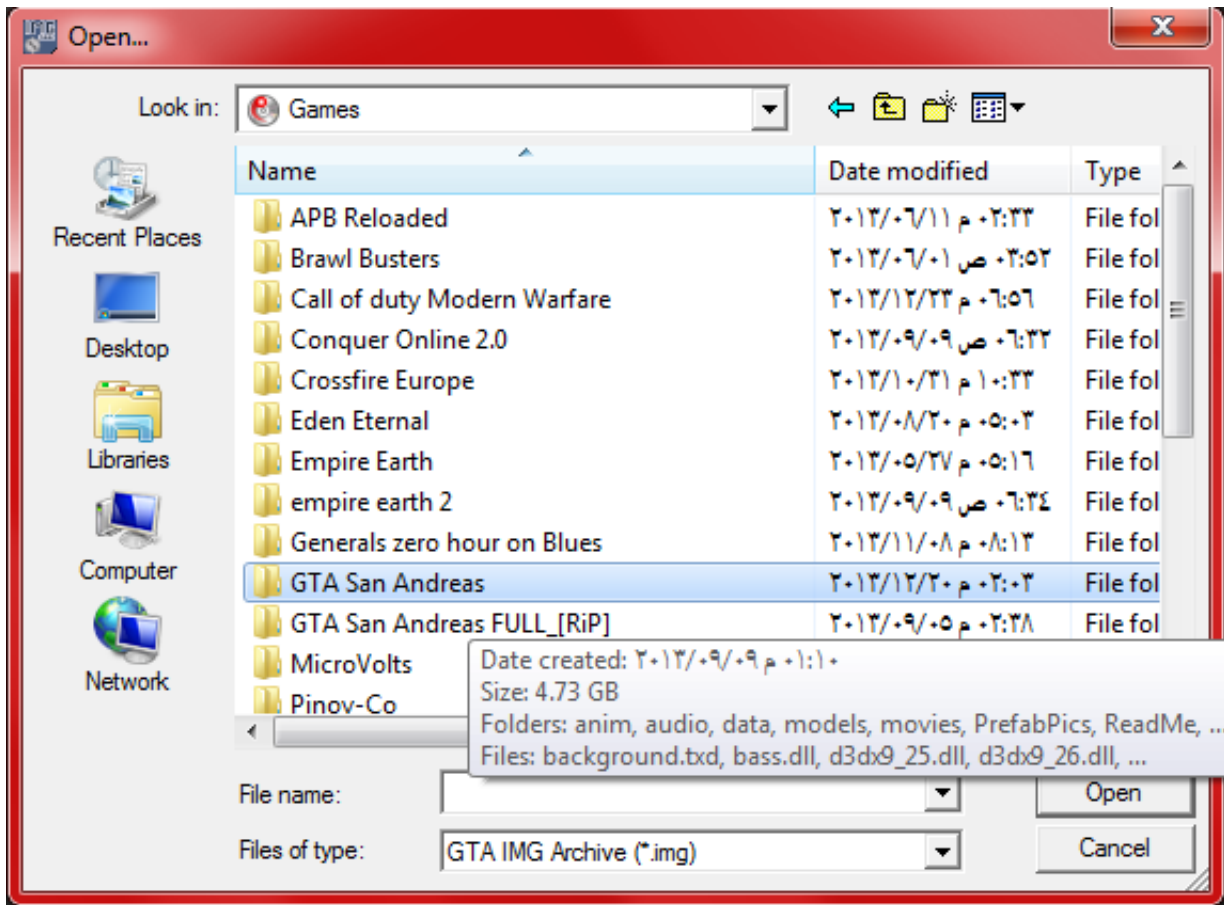 Open...
Look in: Games
Name Date modified Type
Recent Places
Desktop
Libraries
Computer
Network
APB Reloaded ٢٠١٣/٠٦/١١ م ٠٢:٣٣ File fol
Brawl Busters ٢٠١٣/٠٦/٠١ ص ٠٣:٥٢ File fol
Call of duty Modern Warfare ٢٠١٣/١٢/٢٣ م ٠٦:٥٦ File fol
Conquer Online 2.0 ٢٠١٣/٠٩/٠٩ ص ٠٦:٣٢ File fol
Crossfire Europe ٢٠١٣/١٠/٣١ م ١٠:٣٣ File fol
Eden Eternal ٢٠١٣/٠٨/٢٠ م ٠٥:٠٣ File fol
Empire Earth ٢٠١٣/٠٥/٢٧ م ٠٥:١٦ File fol
empire earth 2 ٢٠١٣/٠٩/٠٩ ص ٠٦:٣٤ File fol
Generals zero hour on Blues ٢٠١٣/١١/٠٨ م ٠٨:١٣ File fol
GTA San Andreas ٢٠١٣/١٢/٢٠ م ٠٢:٠٣ File fol
GTA San Andreas FULL_[RiP] ٢٠١٣/٠٩/٠٥ م ٠٢:٣٨ File fol
MicroVolts
Pinov-Co
Date created: ٢٠١٣/٠٩/٠٩ م ٠١:١٠
Size: 4.73 GB
Folders: anim, audio, data, models, movies, PrefabPics, ReadMe, ...
Files: background.txd, bass.dll, d3dx9_25.dll, d3dx9_26.dll, ...
File name: Open
Files of type: GTA IMG Archive (*.img) Cancel